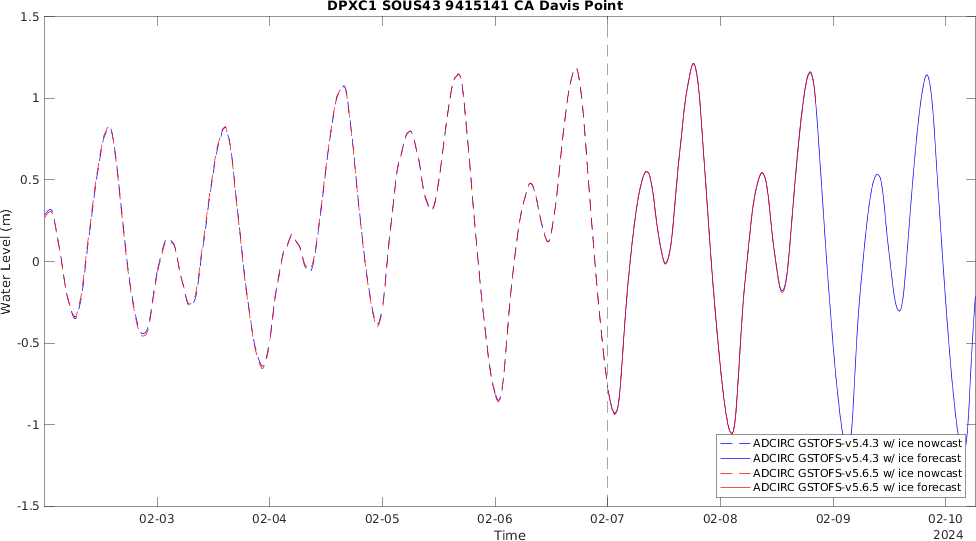 DPXC1 SOUS43 9415141 CA Davis Point
Water Level (m)
1.5
1
0.5
0
-0.5
-1
-1.5
ADCIRC GSTOFS-v5.4.3 w/ ice nowcast
ADCIRC GSTOFS-v5.4.3 w/ ice forecast
ADCIRC GSTOFS-v5.6.5 w/ ice nowcast
ADCIRC GSTOFS-v5.6.5 w/ ice forecast
02-03 02-04 02-05 02-06 02-07 02-08 02-09 02-10
2024
Time